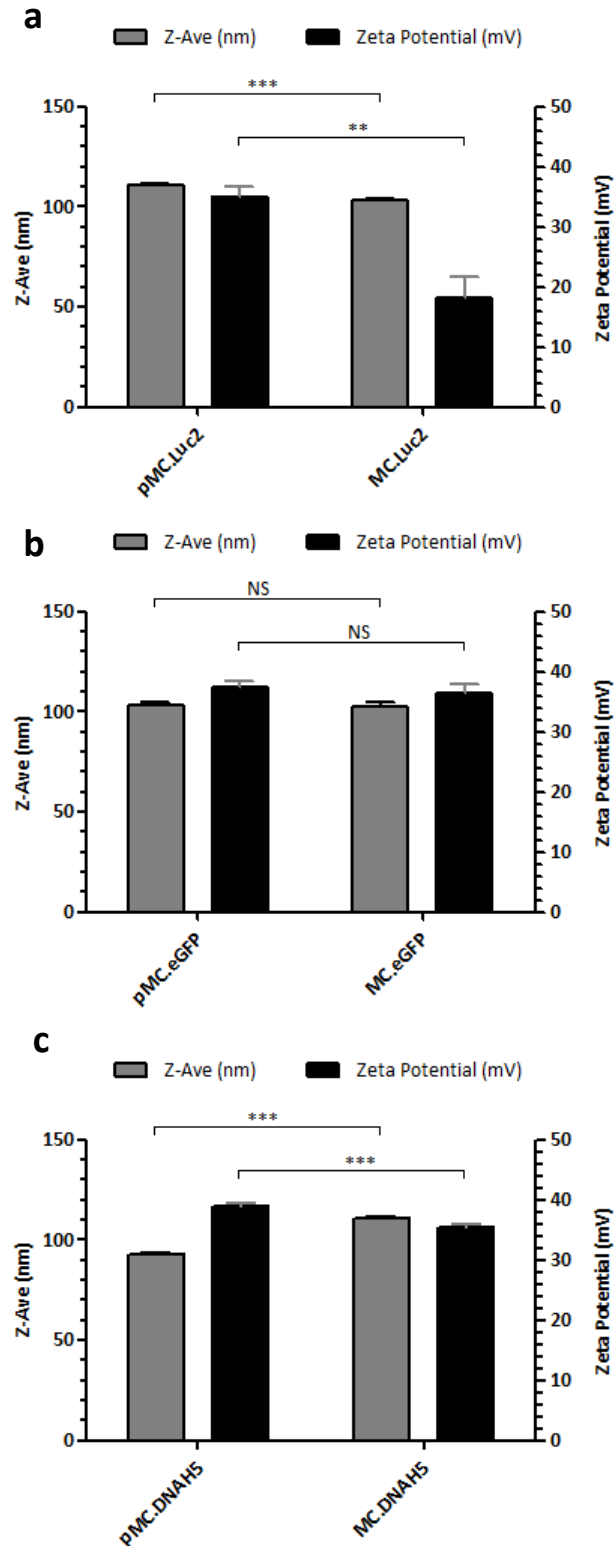 a
Z-Ave (nm) Zeta Potential (mV)
***
**
150 50
40
100
30
20
50
10
0 0
Z-Ave (nm)
Zeta Potential (mV)
pMC.Luc2 MC.Luc2
b
Z-Ave (nm) Zeta Potential (mV)
NS
NS
150 50
40
100
30
20
50
10
0 0
Z-Ave (nm)
Zeta Potential (mV)
pMC.eGFP MC.eGFP
c
Z-Ave (nm) Zeta Potential (mV)
***
***
150 50
40
100
30
20
50
10
0 0
Z-Ave (nm)
Zeta Potential (mV)
pMC.DNAH5 MC.DNAH5